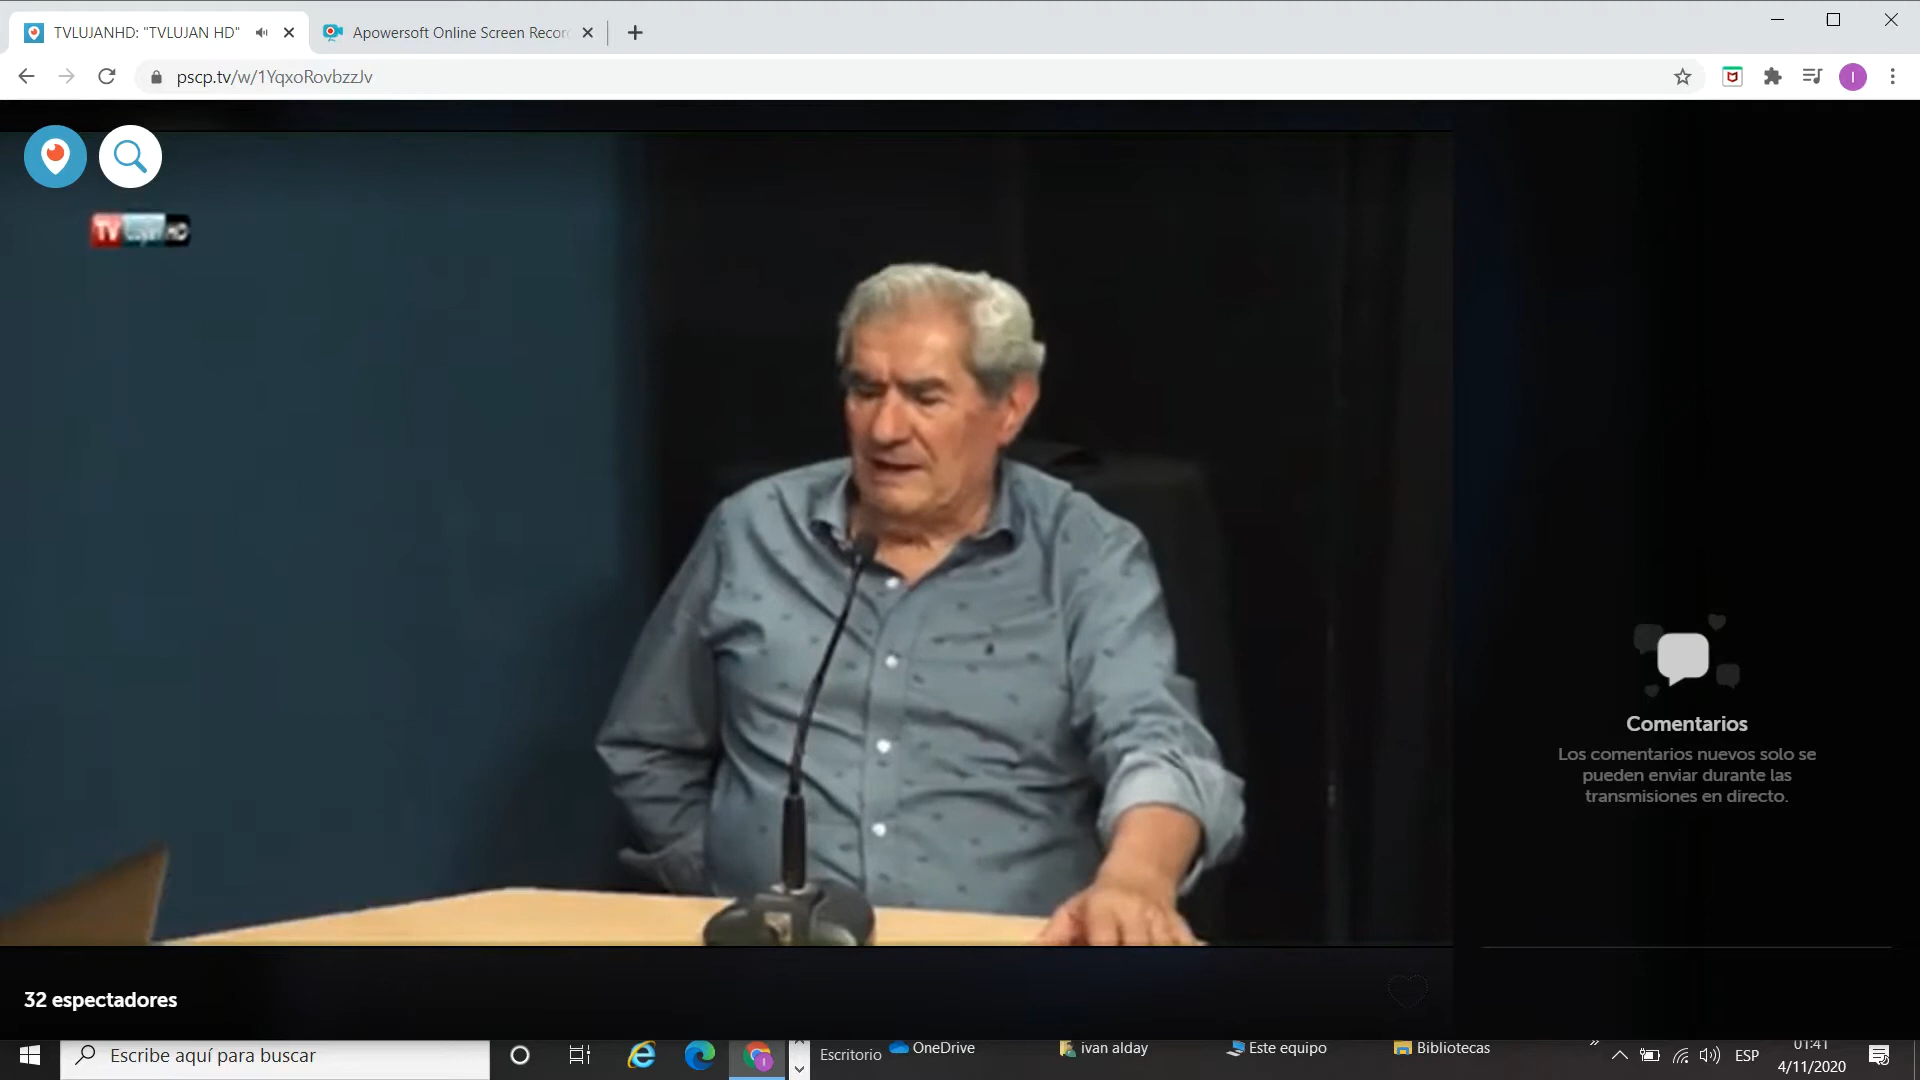 TVLUJANHD: "TVLUJAN HD"
Apowersoft Online Screen Recor
pscp.tv/w/1YqxoRovbzzJv
I
TV HD
Comentarios
Los comentarios nuevos solo se
pueden enviar durante las
transmisiones en directo.
32 espectadores
Escribe aquí para buscar
Escritorio
OneDrive
ivan alday
Este equipo
Bibliotecas
ESP
01:41
4/11/2020